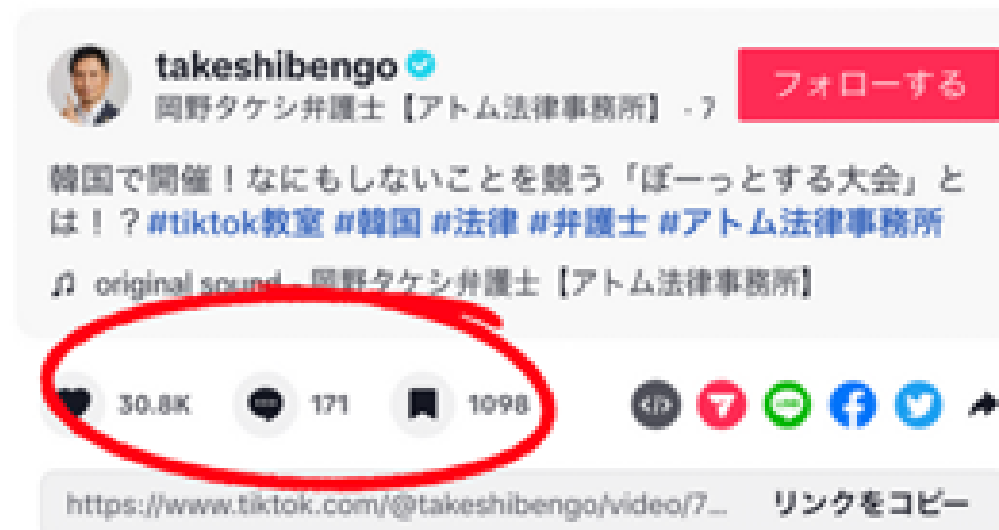 takeshibengo
岡野タケシ弁護士【アトム法律事務所】 · 7
フォローする
韓国で開催！なにもしないことを競う「ぼーっとする大会」と
は！？#tiktok教室 #韓国 #法律 #弁護士 #アトム法律事務所
♫ original sound - 岡野タケシ弁護士【アトム法律事務所】
30.8K 171 1098
https://www.tiktok.com/@takeshibengo/video/7... リンクをコピー